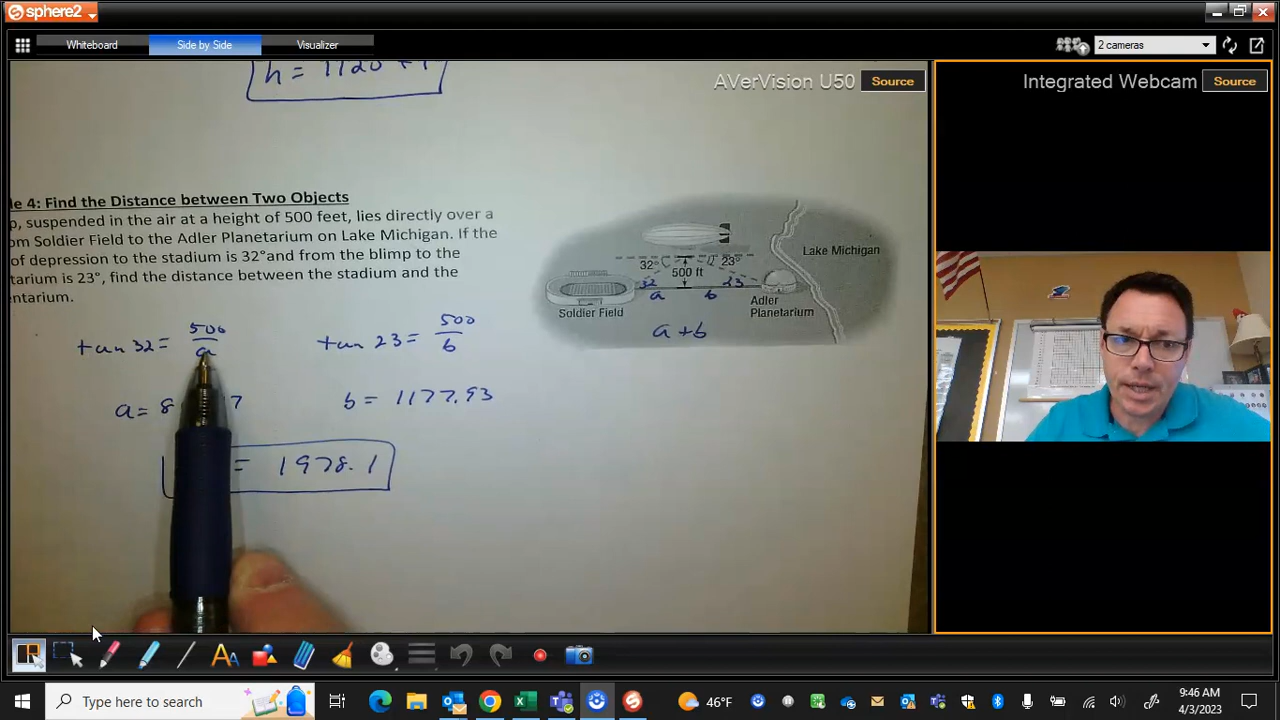 sphere2
Whiteboard
Side by Side
Visualizer
2 cameras
AVerVision U50
Source
Integrated Webcam
Source
h = 1120
le 4: Find the Distance between Two Objects
p, suspended in the air at a height of 500 feet, lies directly over a
om Soldier Field to the Adler Planetarium on Lake Michigan. If the
of depression to the stadium is 32°and from the blimp to the
tarium is 23°, find the distance between the stadium and the
entarium.
Lake Michigan
32°
23°
500 ft
32
23
a
b
Soldier Field
Adler
Planetarium
a + b
tan 32 = 500/a
tan 23 = 500/b
a = 8 7
b = 1177.93
= 1978.1
Type here to search
46°F
9:46 AM
4/3/2023